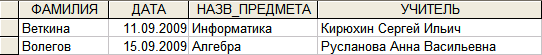 ФАМИЛИЯ ДАТА НАЗВ_ПРЕДМЕТА УЧИТЕЛЬ
Веткина 11.09.2009 Информатика Кирюхин Сергей Ильич
Волегов 15.09.2009 Алгебра Русланова Анна Васильевна